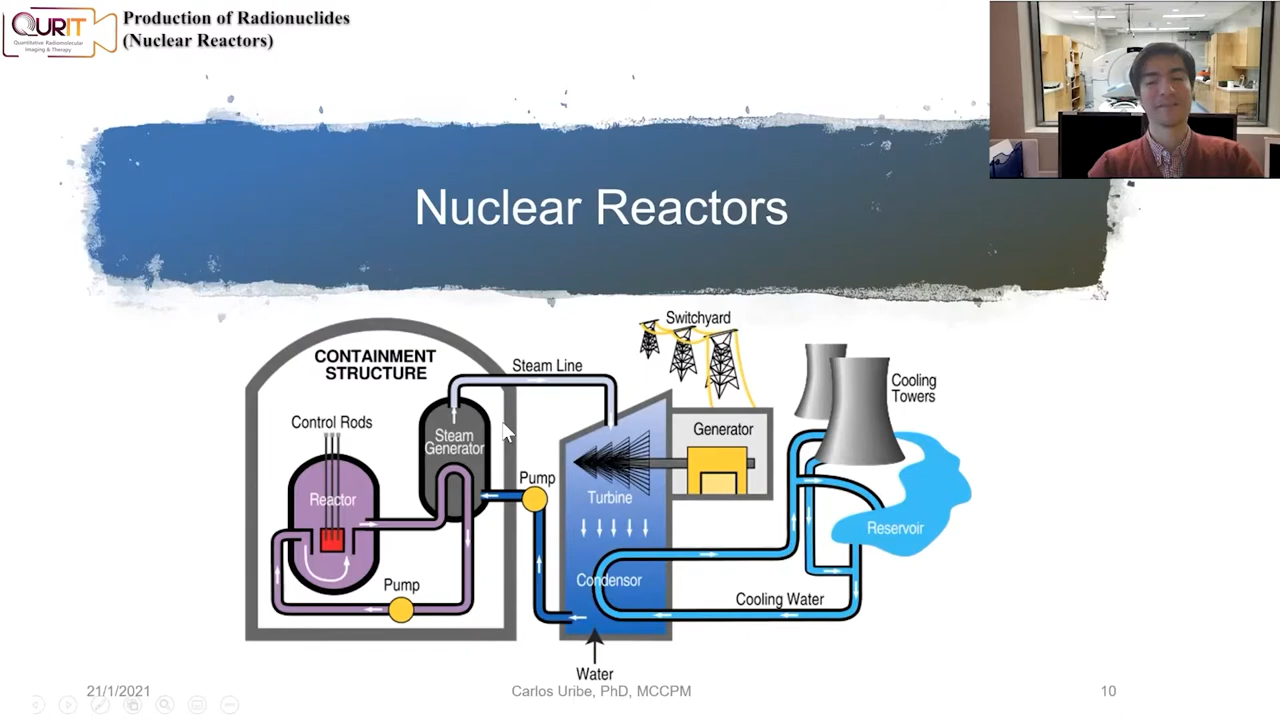 QURIT
Quantitative Radiomolecular
Imaging & Therapy
Production of Radionuclides
(Nuclear Reactors)
Nuclear Reactors
Switchyard
CONTAINMENT
STRUCTURE
Steam Line
Cooling
Towers
Control Rods
Steam
Generator
Generator
Pump
Reactor
Turbine
Reservoir
Pump
Condensor
Cooling Water
Water
21/1/2021
Carlos Uribe, PhD, MCCPM
10